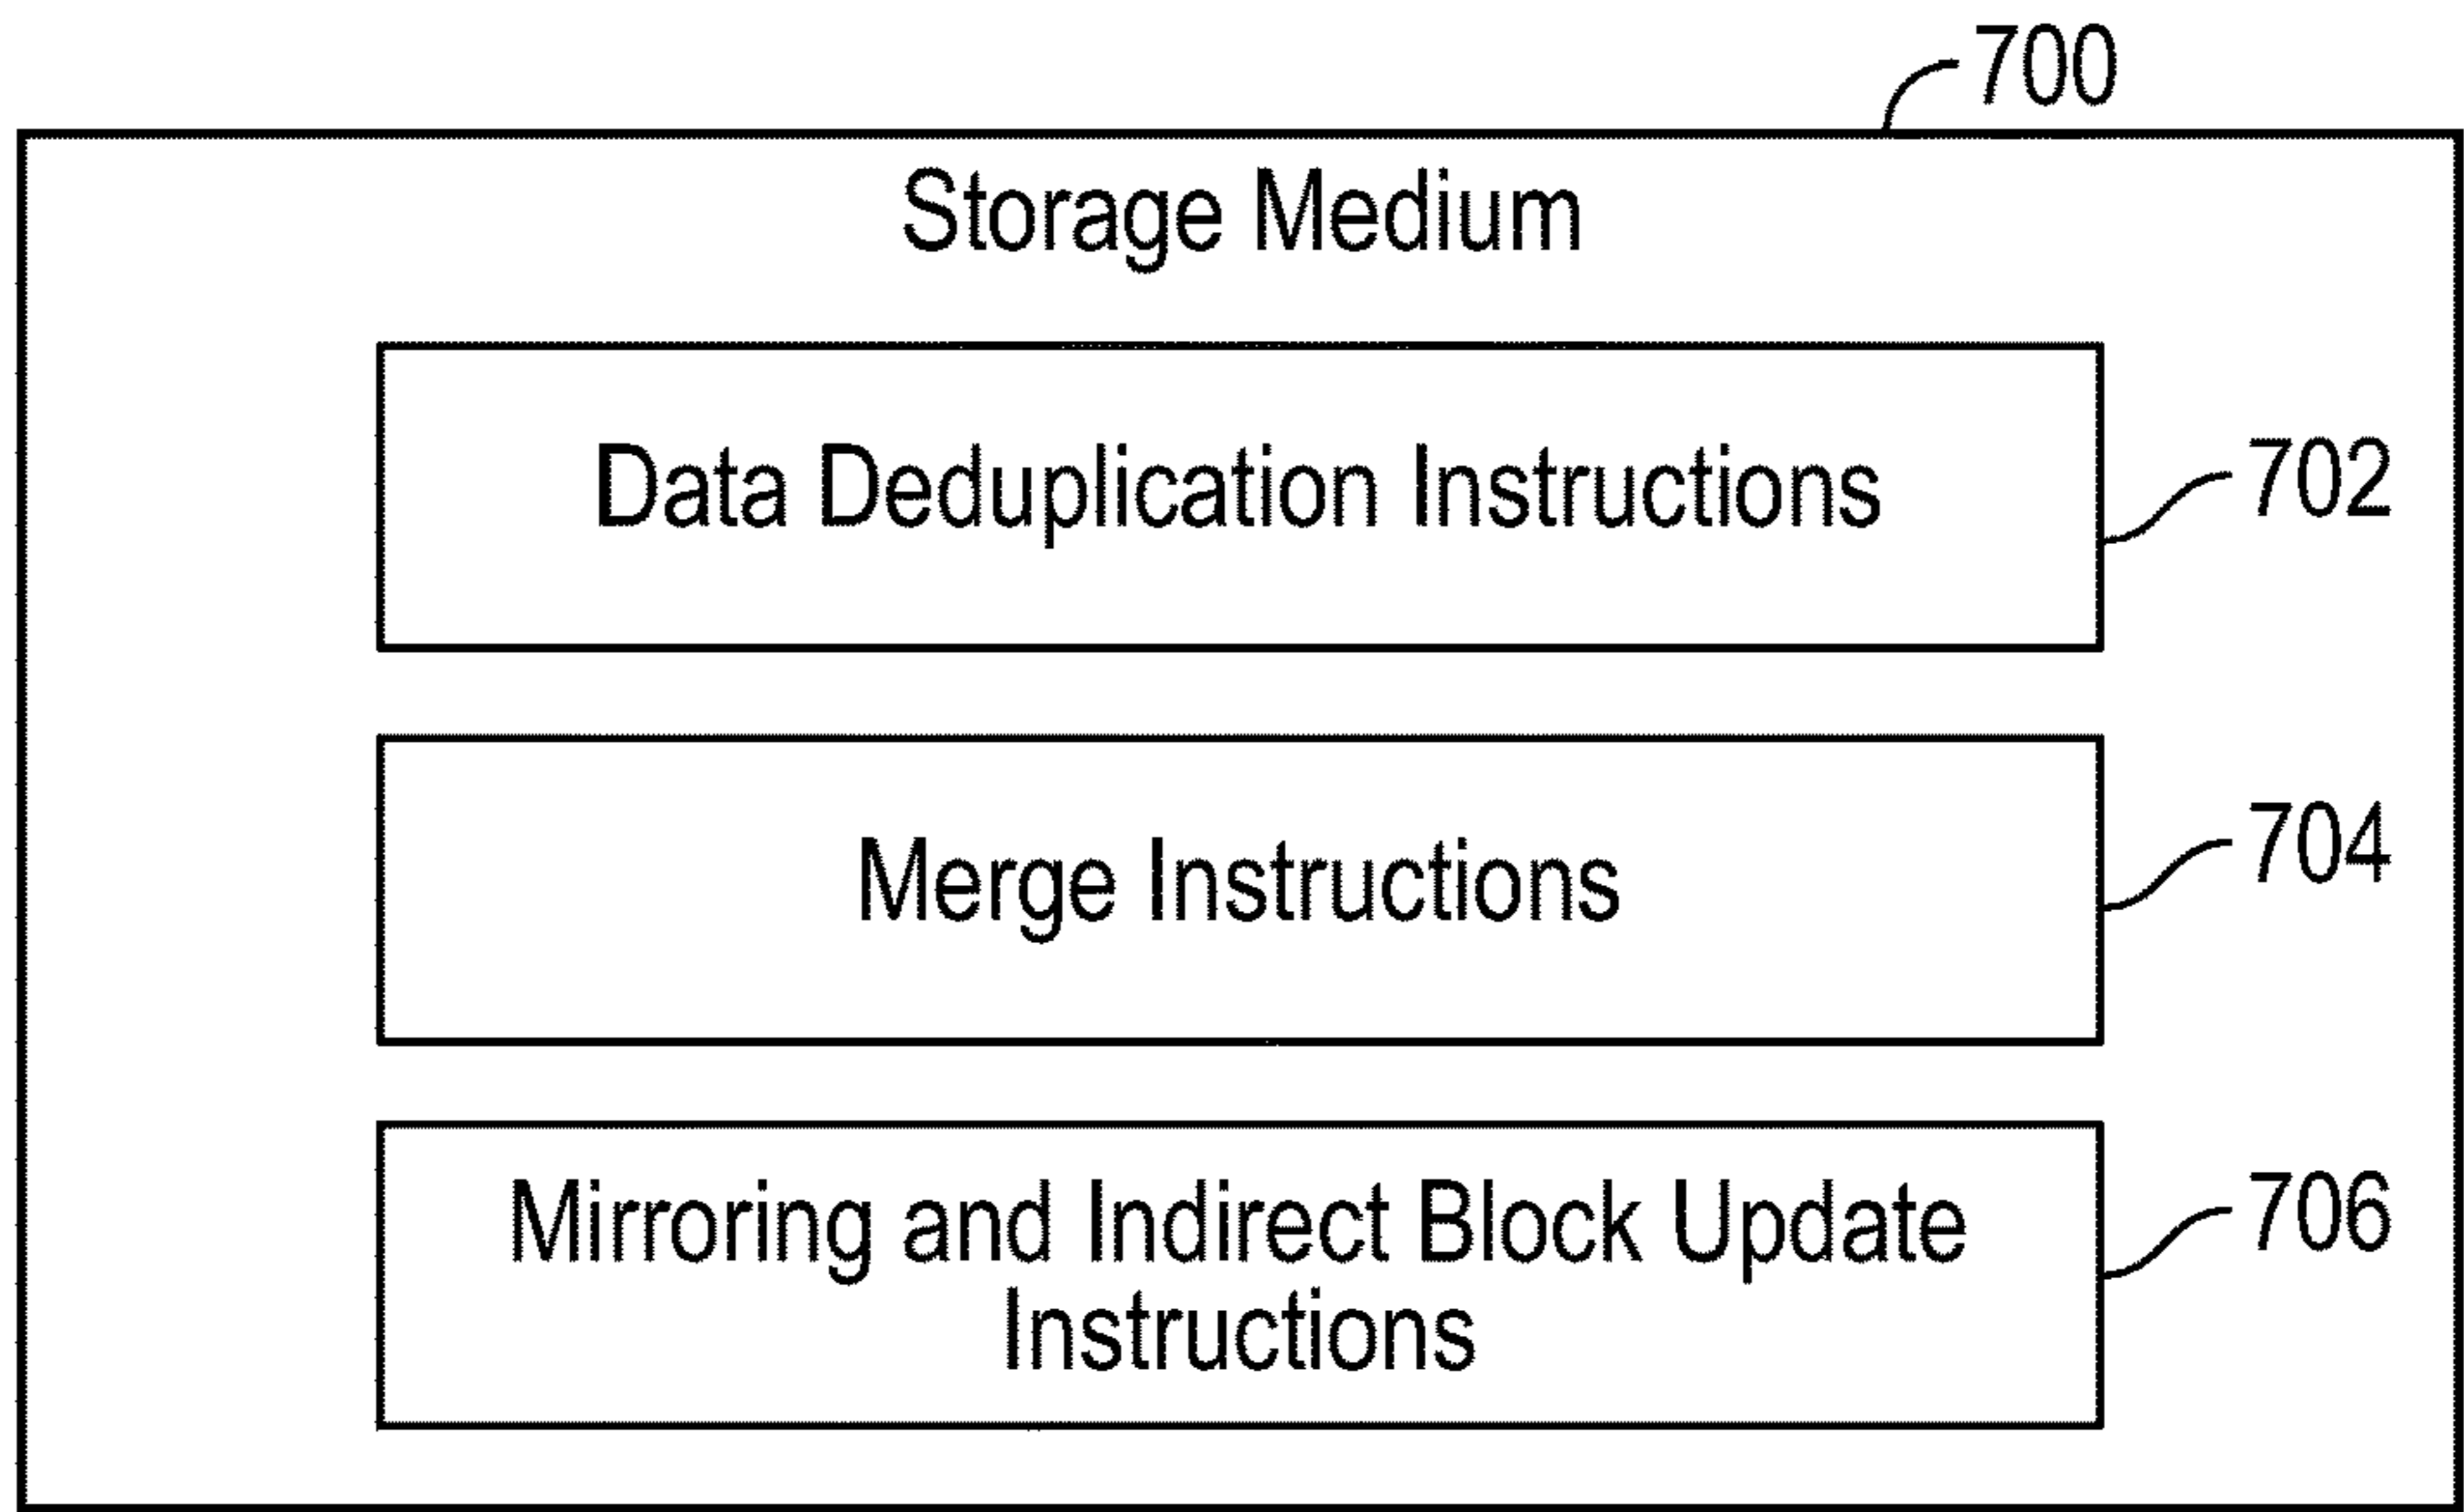 700
Storage Medium
Data Deduplication Instructions
702
Merge Instructions
704
Mirroring and Indirect Block Update
Instructions
706